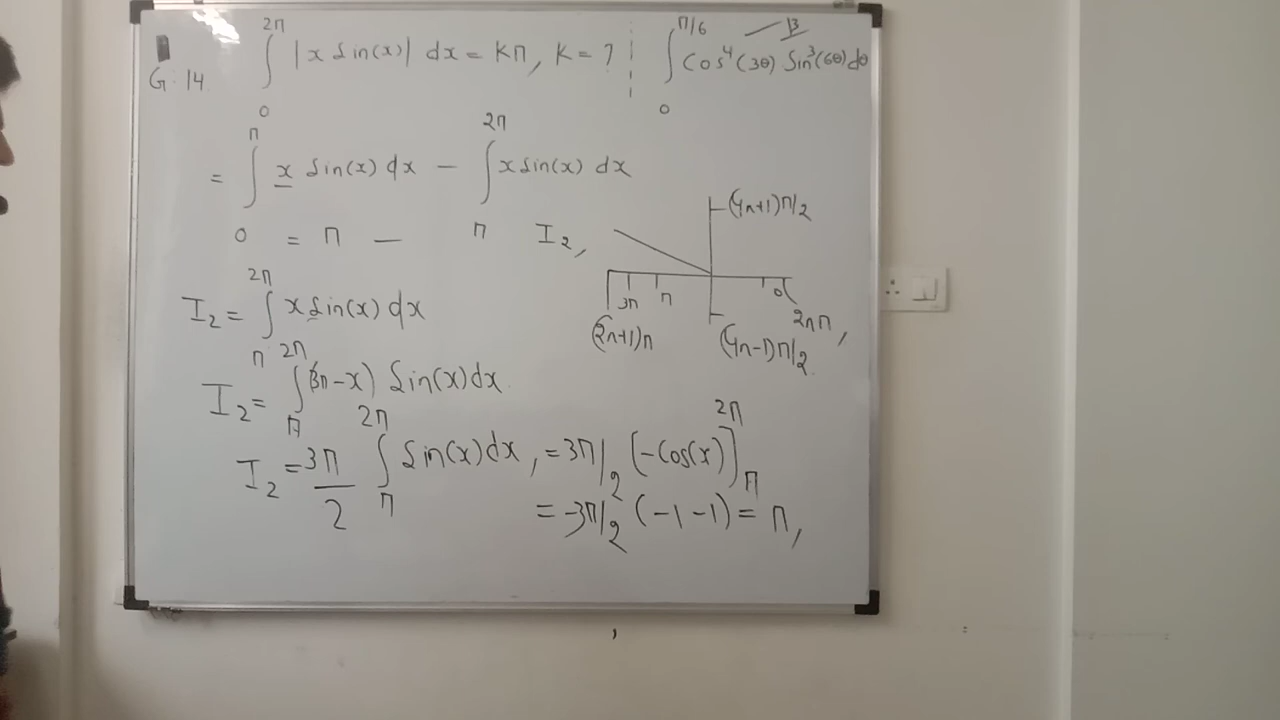 G:14
∫₀^{2π} |x Sin(x)| dx = Kπ, K = ?
∫₀^{π/6} Cos⁴(3θ) Sin³(6θ) dθ
13
= ∫₀^{π} x Sin(x) dx − ∫_π^{2π} x Sin(x) dx
= π − I₂,
(4n+1)π/2
3π π 0
(2n+1)π
2nπ,
(4n-1)π/2
I₂ = ∫_π^{2π} x Sin(x) dx
I₂ = ∫_π^{2π} (3π-x) Sin(x) dx
I₂ = 3π/2 ∫_π^{2π} Sin(x) dx, = 3π/2 (-Cos(x)]_π^{2π}
= -3π/2 (-1-1) = π,